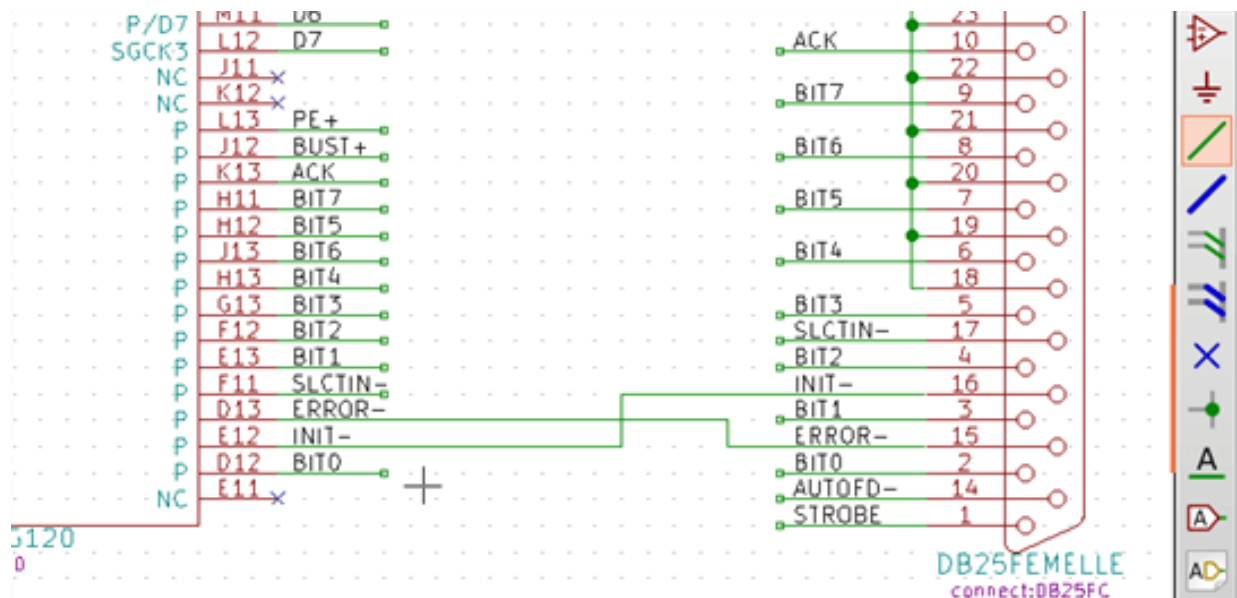 P/D7 M11 D6 23
SGCK3 L12 D7 ACK 10
NC J11 22
NC K12 BIT7 9
P L13 PE+ 21
P J12 BUST+ BIT6 8
P K13 ACK 20
P H11 BIT7 BIT5 7
P H12 BIT5 19
P J13 BIT6 BIT4 6
P H13 BIT4 18
P G13 BIT3 BIT3 5
P F12 BIT2 SLCTIN- 17
P E13 BIT1 BIT2 4
P F11 SLCTIN- INIT- 16
P D13 ERROR- BIT1 3
P E12 INIT- ERROR- 15
P D12 BIT0 BIT0 2
NC E11 AUTOFD- 14
STROBE 1
G120
DB25FEMELLE
connect:DB25FC
A
A
AD